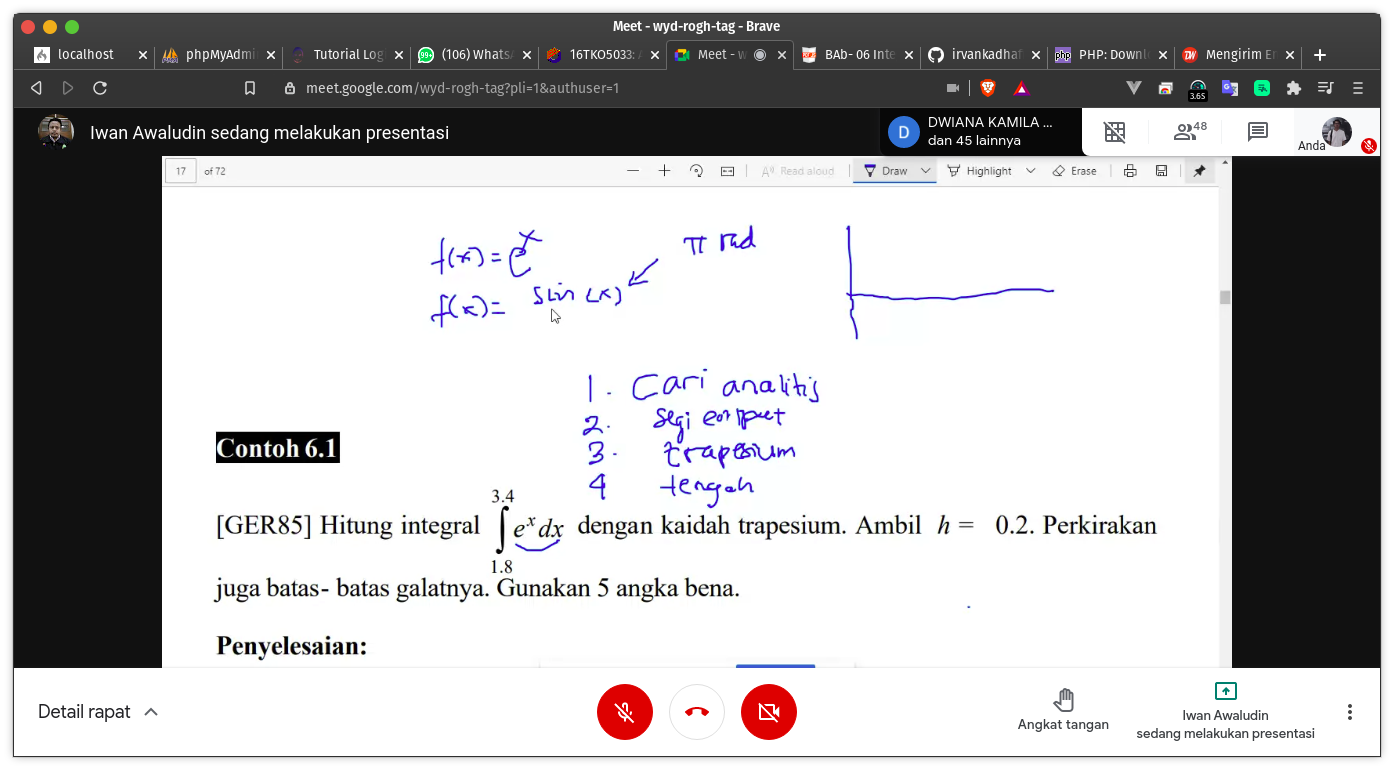 Meet - wyd-rogh-tag - Brave
localhost
phpMyAdmi
Tutorial Log
(106) WhatsA
16TKO5033: A
Meet - w
BAb- 06 Inte
irvankadhaf
PHP: Downl
Mengirim Em
meet.google.com/wyd-rogh-tag?pli=1&authuser=1
3.6S
Iwan Awaludin sedang melakukan presentasi
D
DWIANA KAMILA ...
dan 45 lainnya
48
Anda
17 of 72
Read aloud
Draw
Highlight
Erase
f(x) = e^x
π rad
f(x) = sin (x)
1. Cari analitis
2. segi empat
3. trapesium
4 tengah
Contoh 6.1
[GER85] Hitung integral ∫ 1.8 3.4 e^x dx dengan kaidah trapesium. Ambil h = 0.2. Perkirakan
juga batas- batas galatnya. Gunakan 5 angka bena.
Penyelesaian:
Detail rapat
Angkat tangan
Iwan Awaludin
sedang melakukan presentasi